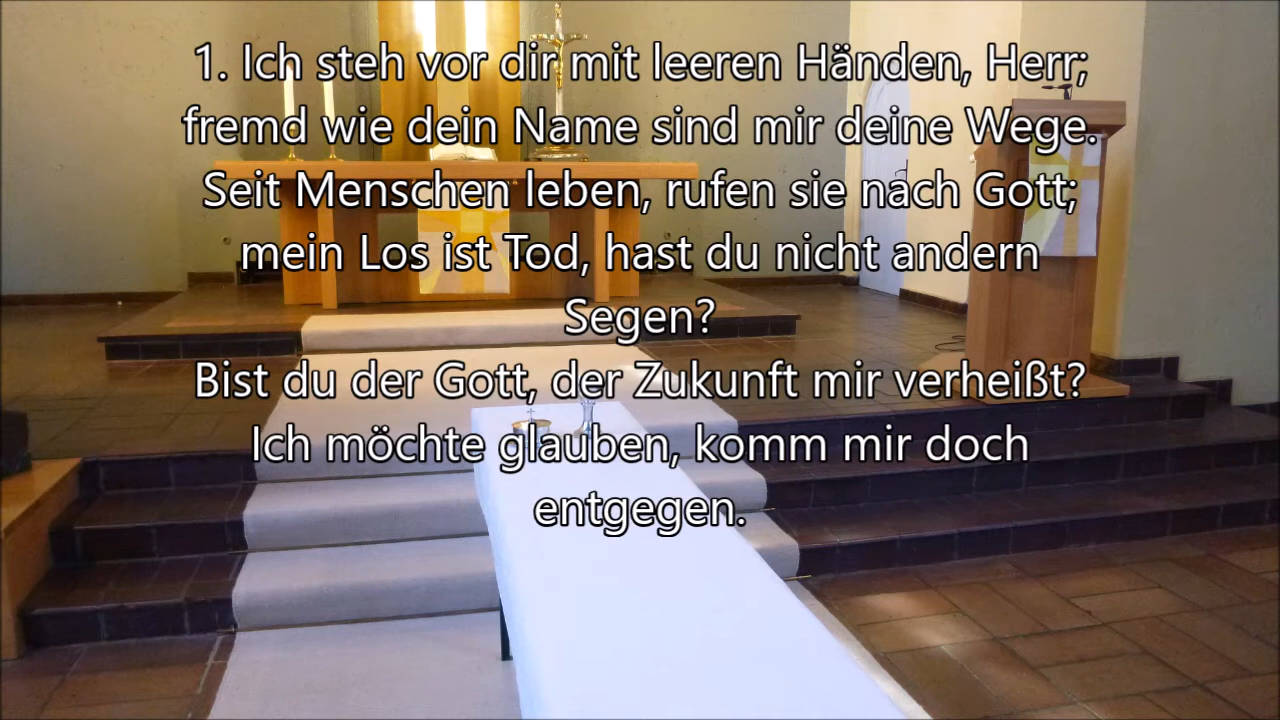 1. Ich steh vor dir mit leeren Händen, Herr;
fremd wie dein Name sind mir deine Wege.
Seit Menschen leben, rufen sie nach Gott;
mein Los ist Tod, hast du nicht andern
Segen?
Bist du der Gott, der Zukunft mir verheißt?
Ich möchte glauben, komm mir doch
entgegen.